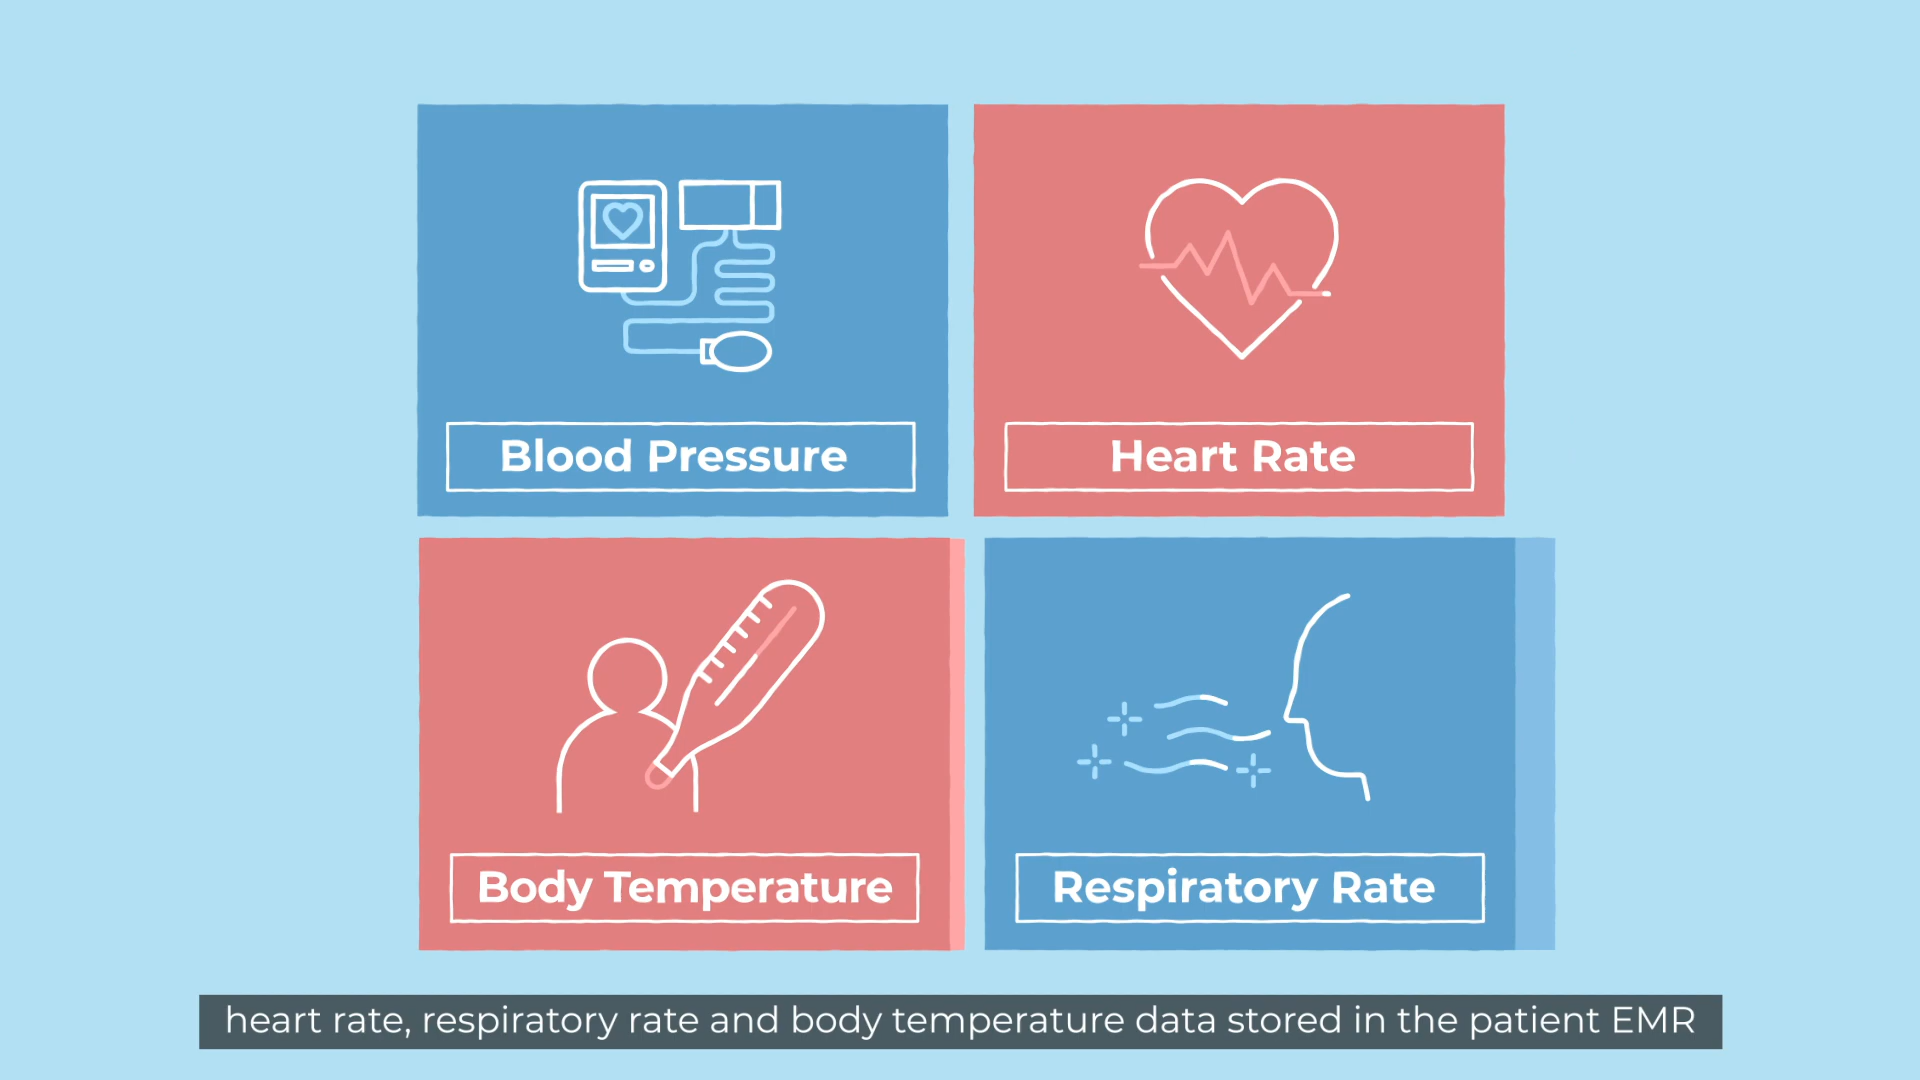 Blood Pressure
Heart Rate
Body Temperature
Respiratory Rate
heart rate, respiratory rate and body temperature data stored in the patient EMR